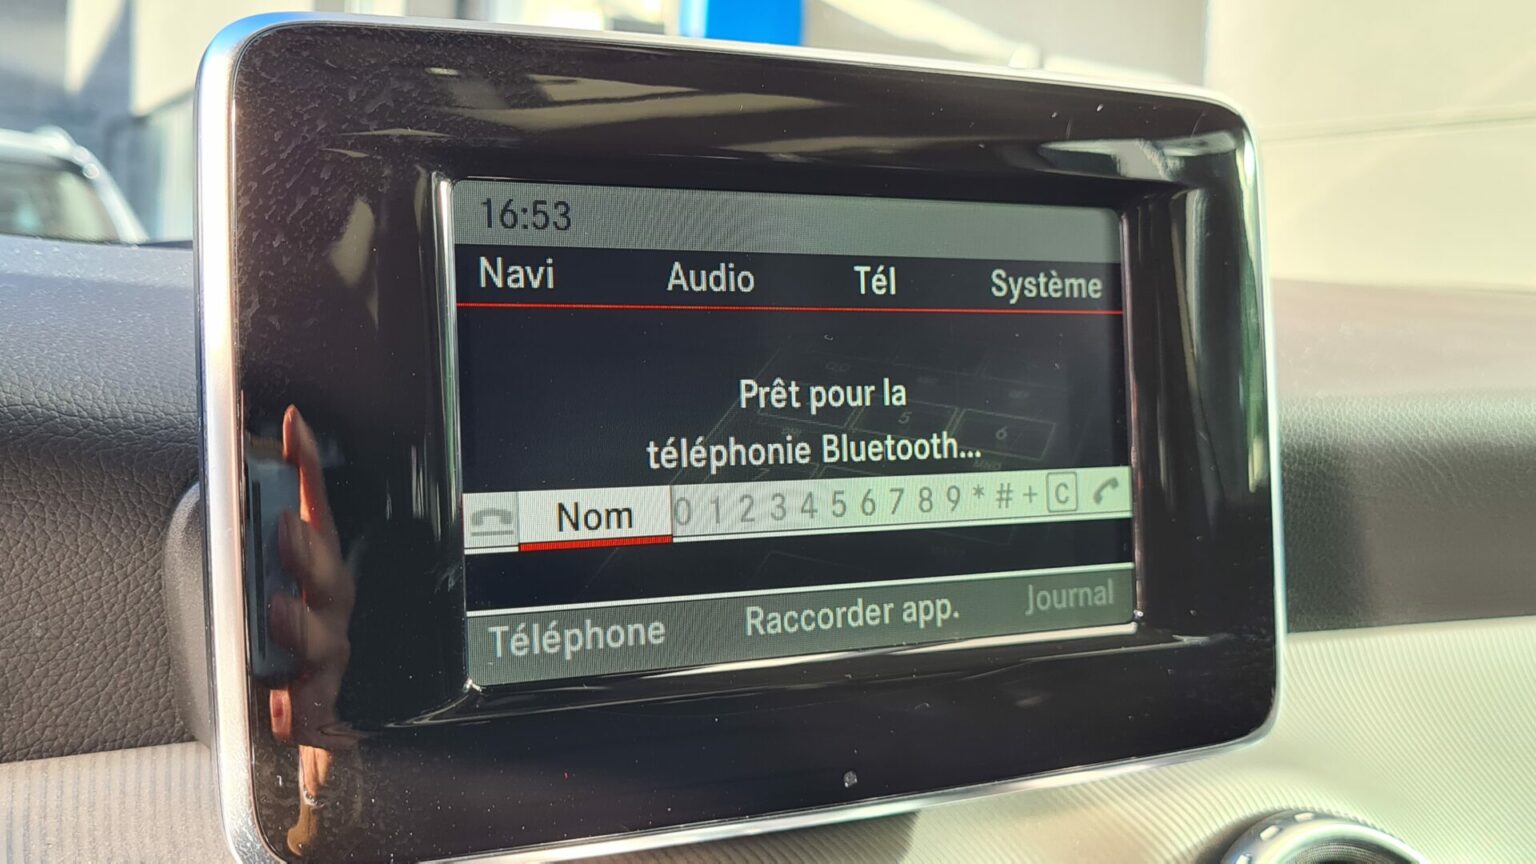 16:53
Navi Audio Tél Système
Prêt pour la
téléphonie Bluetooth...
Nom 0 1 2 3 4 5 6 7 8 9 * # + C
Téléphone Raccorder app. Journal